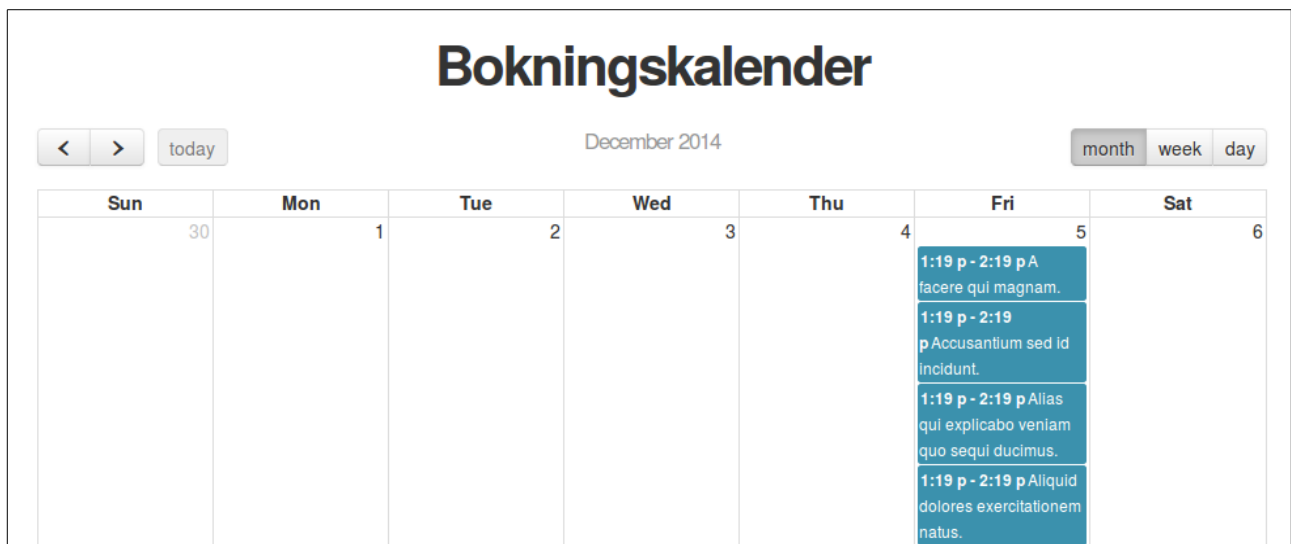 Bokningskalender
today
December 2014
month week day
Sun Mon Tue Wed Thu Fri Sat
30 1 2 3 4 5 6
1:19 p - 2:19 p A
facere qui magnam.
1:19 p - 2:19
p Accusantium sed id
incidunt.
1:19 p - 2:19 p Alias
qui explicabo veniam
quo sequi ducimus.
1:19 p - 2:19 p Aliquid
dolores exercitationem
natus.